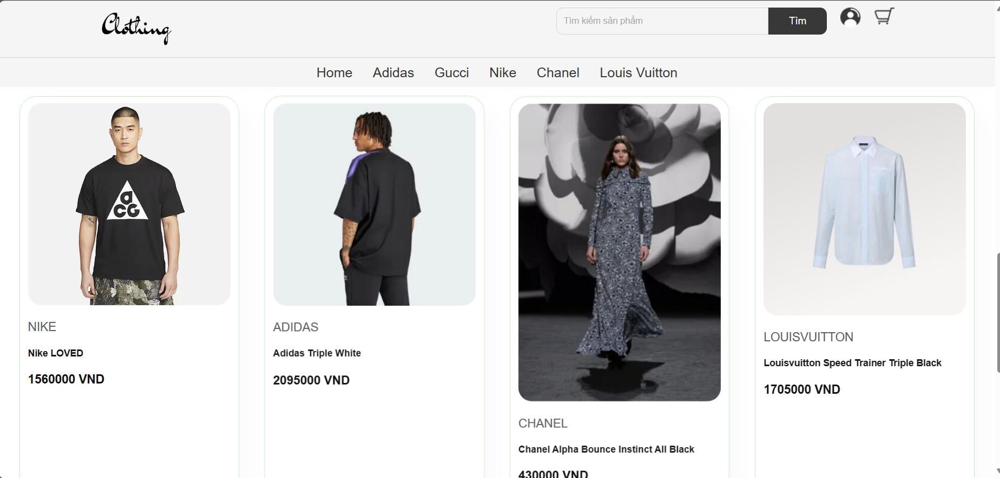 Clothing
Tìm kiếm sản phẩm
Tìm
Home Adidas Gucci Nike Chanel Louis Vuitton
a
CG
NIKE
Nike LOVED
1560000 VND
ADIDAS
Adidas Triple White
2095000 VND
CHANEL
Chanel Alpha Bounce Instinct All Black
430000 VND
LOUISVUITTON
Louisvuitton Speed Trainer Triple Black
1705000 VND